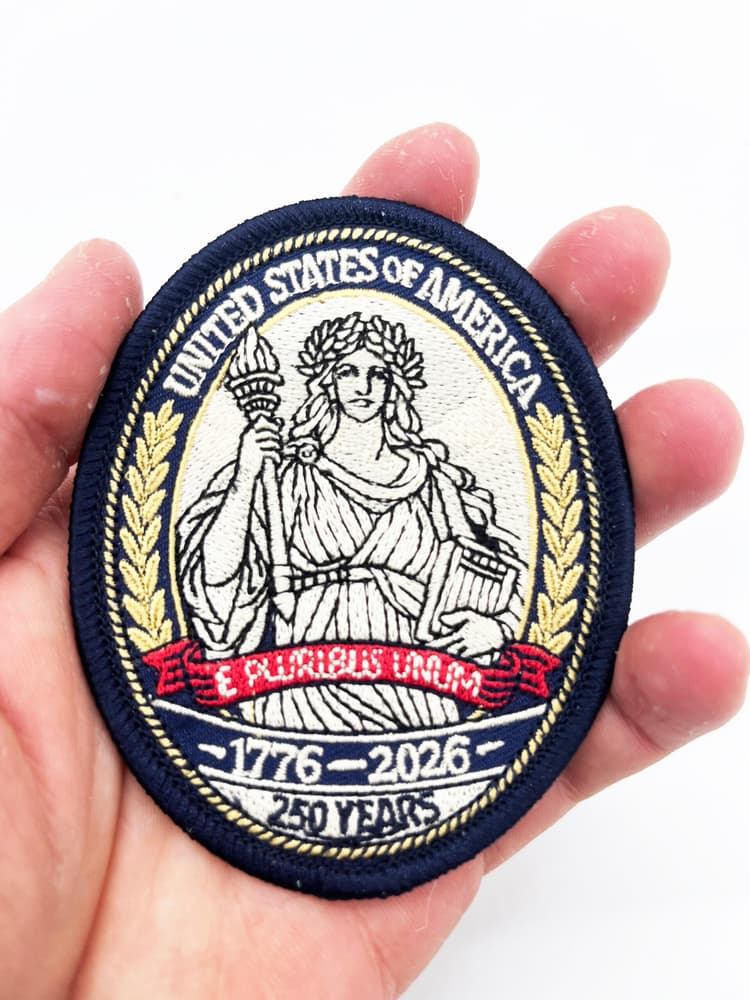 UNITED STATES OF AMERICA
E PLURIBUS UNUM
-1776-2026-
250 YEARS